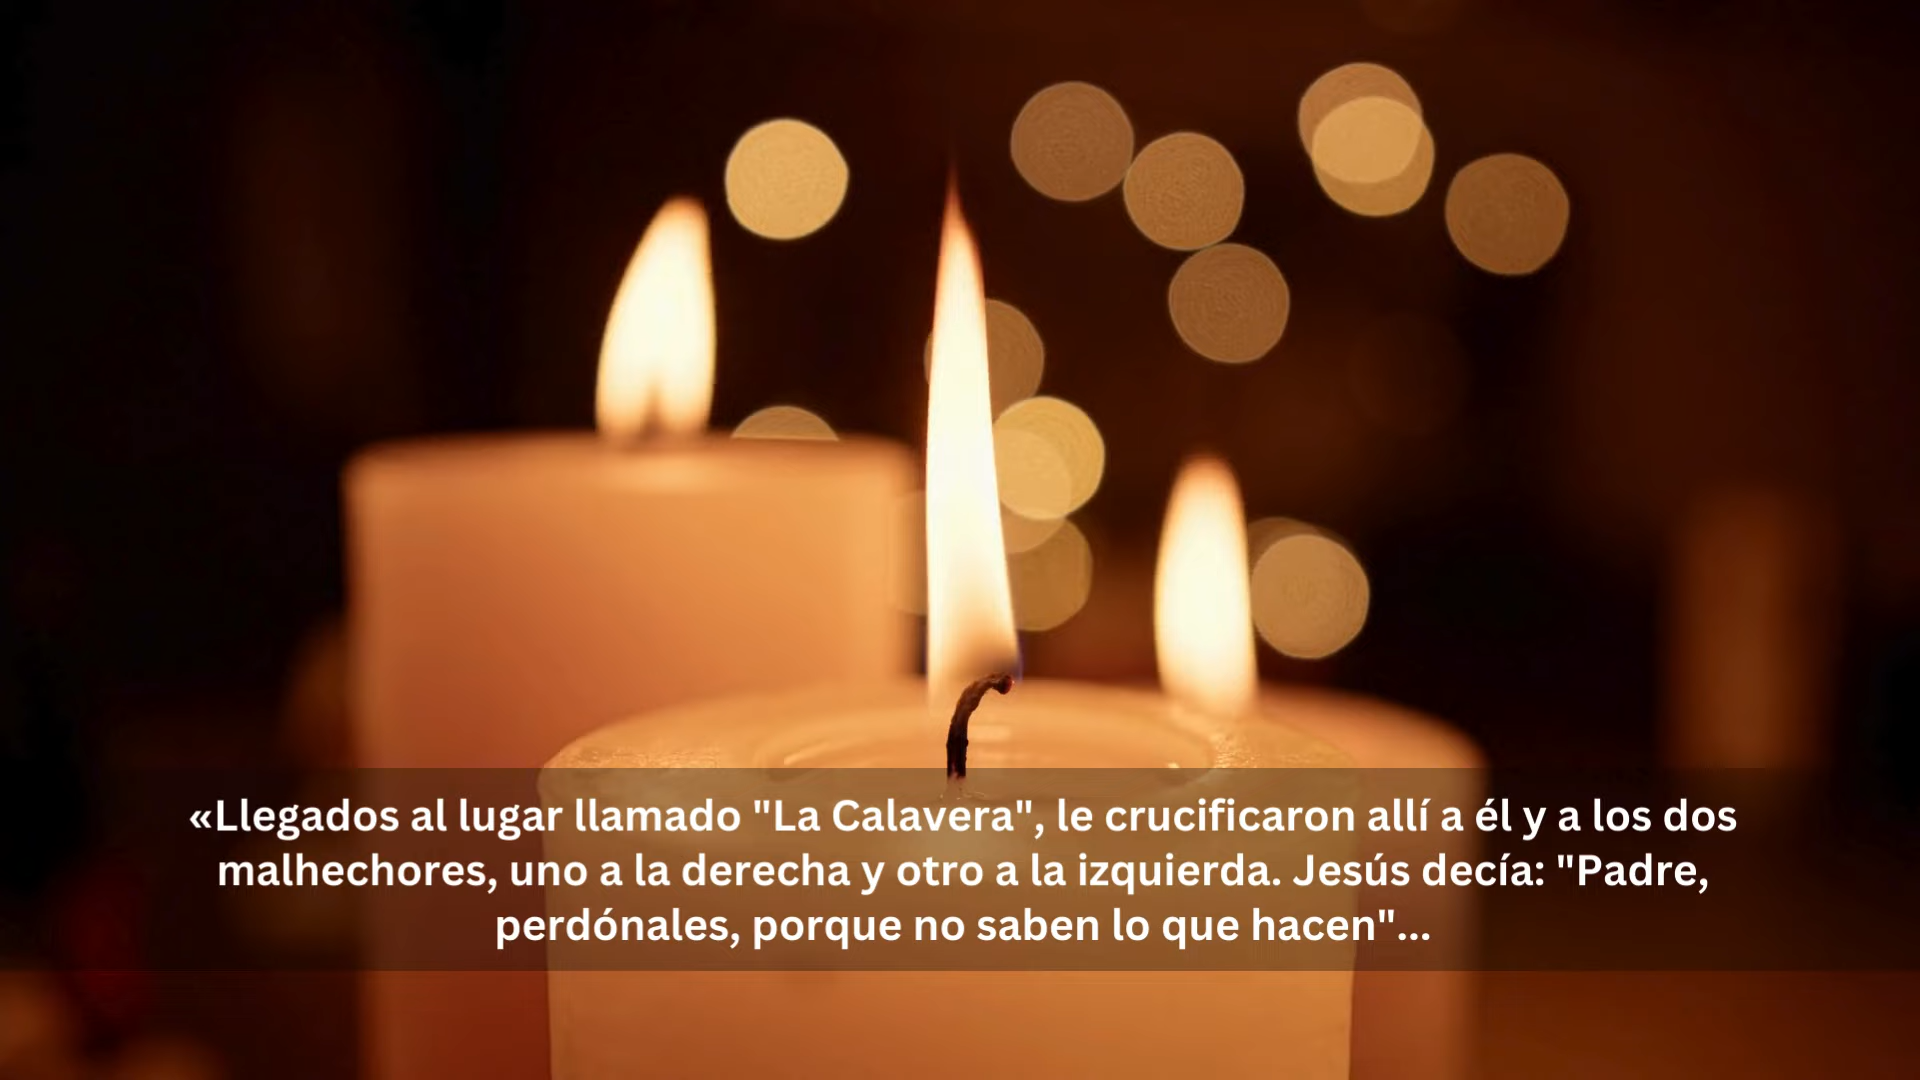 «Llegados al lugar llamado "La Calavera", le crucificaron allí a él y a los dos
malhechores, uno a la derecha y otro a la izquierda. Jesús decía: "Padre,
perdónales, porque no saben lo que hacen"...